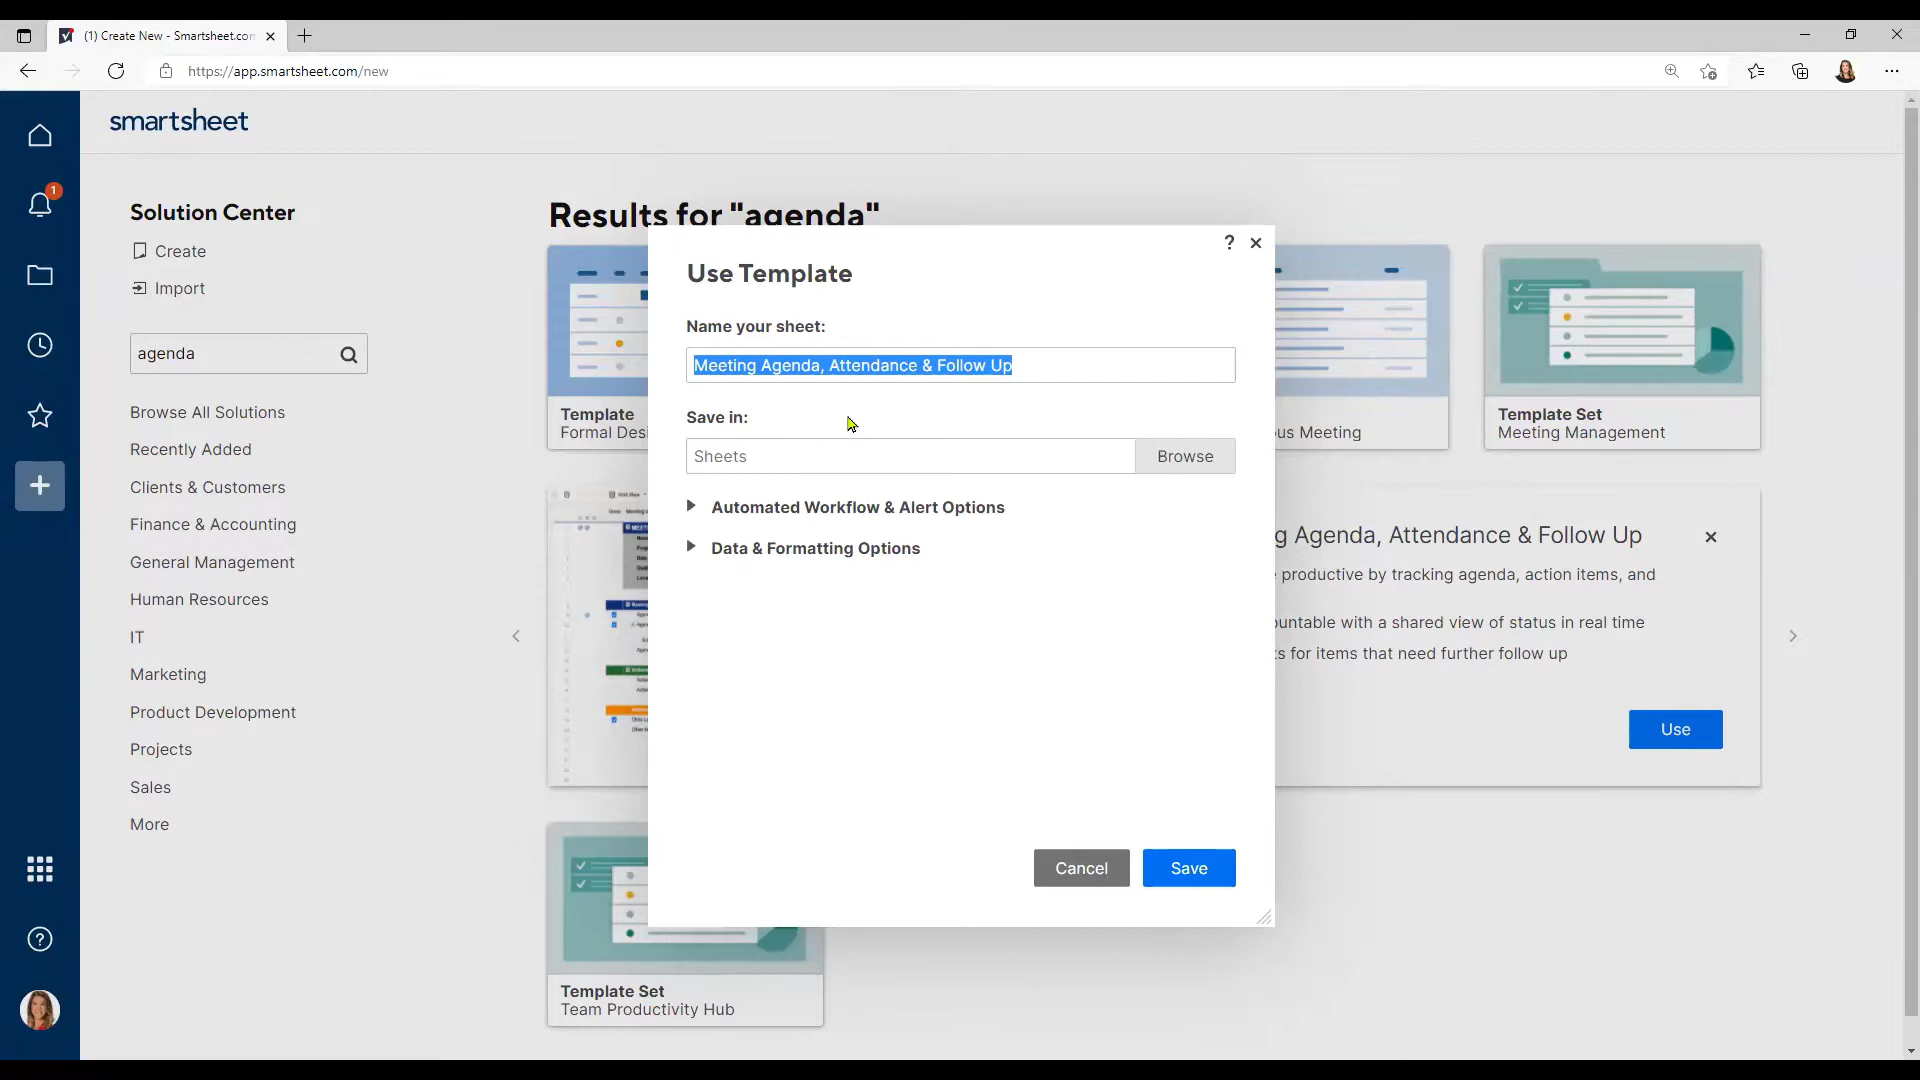 (1) Create New - Smartsheet.com
https://app.smartsheet.com/new
1
smartsheet
Solution Center
Create
Import
agenda
Browse All Solutions
Recently Added
Clients & Customers
Finance & Accounting
General Management
Human Resources
IT
Marketing
Product Development
Projects
Sales
More
Results for "agenda"
Template
Formal Desi
us Meeting
Template Set
Meeting Management
g Agenda, Attendance & Follow Up
productive by tracking agenda, action items, and
untable with a shared view of status in real time
s for items that need further follow up
Use
Template Set
Team Productivity Hub
Use Template
Name your sheet:
Meeting Agenda, Attendance & Follow Up
Save in:
Sheets
Browse
Automated Workflow & Alert Options
Data & Formatting Options
Cancel
Save